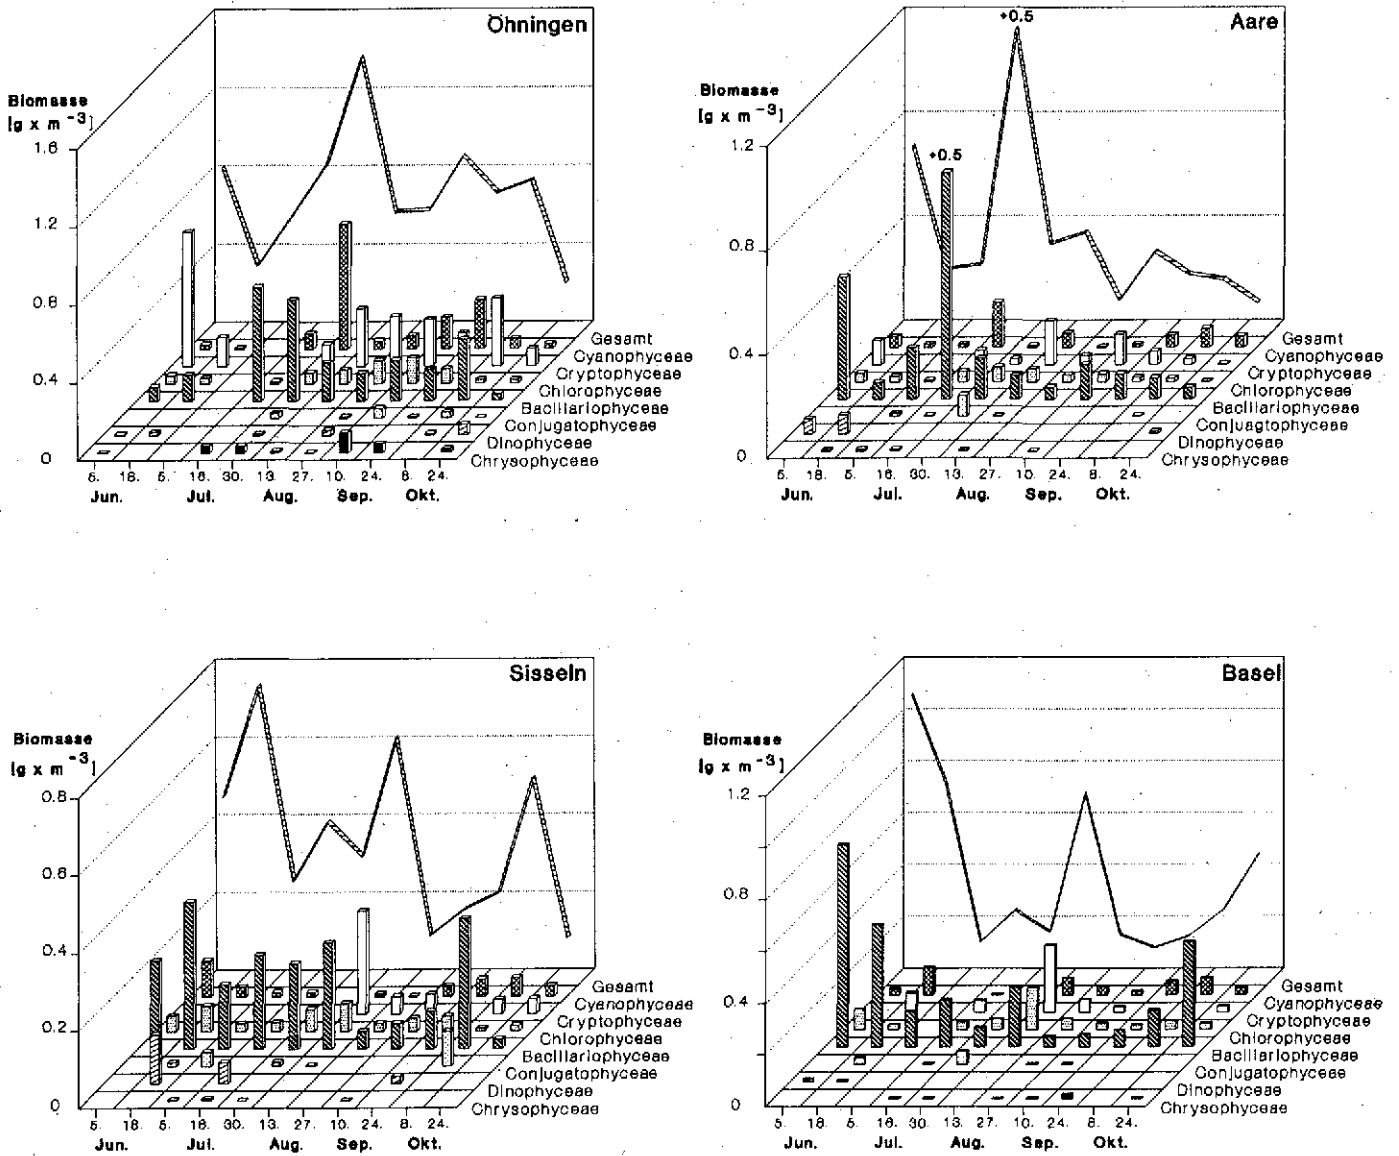 Öhningen
Biomasse
[g x m⁻³]
1.6
1.2
0.8
0.4
0
Gesamt
Cyanophyceae
Cryptophyceae
Chlorophyceae
Bacillariophyceae
Conjugatophyceae
Dinophyceae
Chrysophyceae
5. 18. 5. 16. 30. 13. 27. 10. 24. 8. 24.
Jun. Jul. Aug. Sep. Okt.
+0.5
Aare
Biomasse
[g x m⁻³]
+0.5
1.2
0.8
0.4
0
Gesamt
Cyanophyceae
Cryptophyceae
Chlorophyceae
Bacillariophyceae
Conjuagtophyceae
Dinophyceae
Chrysophyceae
5. 18. 5. 16. 30. 13. 27. 10. 24. 8. 24.
Jun. Jul. Aug. Sep. Okt.
Sisseln
Biomasse
[g x m⁻³]
0.8
0.6
0.4
0.2
0
Gesamt
Cyanophyceae
Cryptophyceae
Chlorophyceae
Bacillariophyceae
Conjugatophyceae
Dinophyceae
Chrysophyceae
5. 18. 5. 16. 30. 13. 27. 10. 24. 8. 24.
Jun. Jul. Aug. Sep. Okt.
Basel
Biomasse
[g x m⁻³]
1.2
0.8
0.4
0
Gesamt
Cyanophyceae
Cryptophyceae
Chlorophyceae
Bacillariophyceae
Conjugatophyceae
Dinophyceae
Chrysophyceae
5. 18. 5. 16. 30. 13. 27. 10. 24. 8. 24.
Jun. Jul. Aug. Sep. Okt.